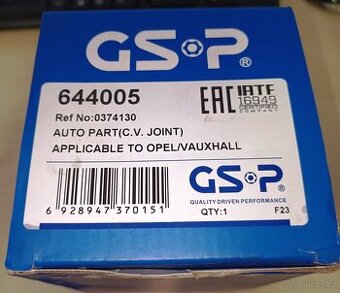 GSP®
644005
Ref No:0374130
AUTO PART(C.V. JOINT)
APPLICABLE TO OPEL/VAUXHALL
EAC IATF
16949
CERTIFIED
COMPANY
GSP®
QUALITY DRIVEN PERFORMANCE
6 928947 370151
QTY:1 F23